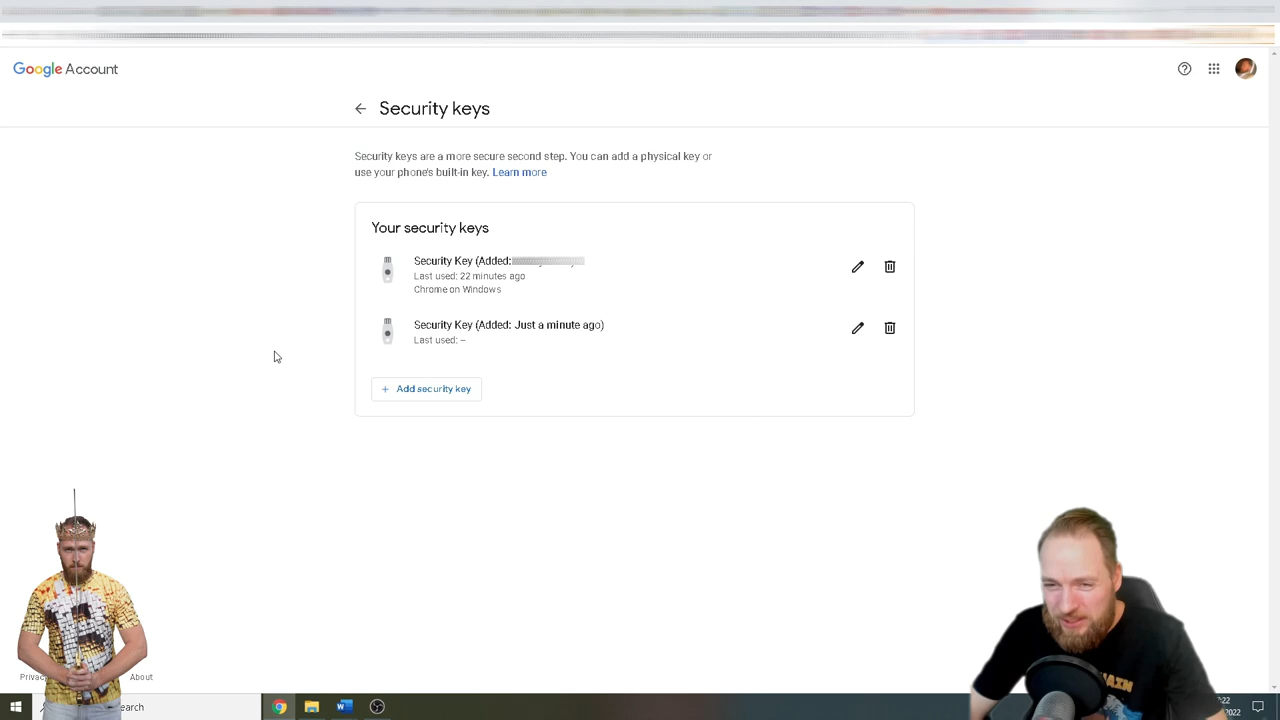 Google Account
Security keys
Security keys are a more secure second step. You can add a physical key or
use your phone's built-in key. Learn more
Your security keys
Security Key (Added:
Last used: 22 minutes ago
Chrome on Windows
Security Key (Added: Just a minute ago)
Last used: –
+ Add security key
About
earch
2022